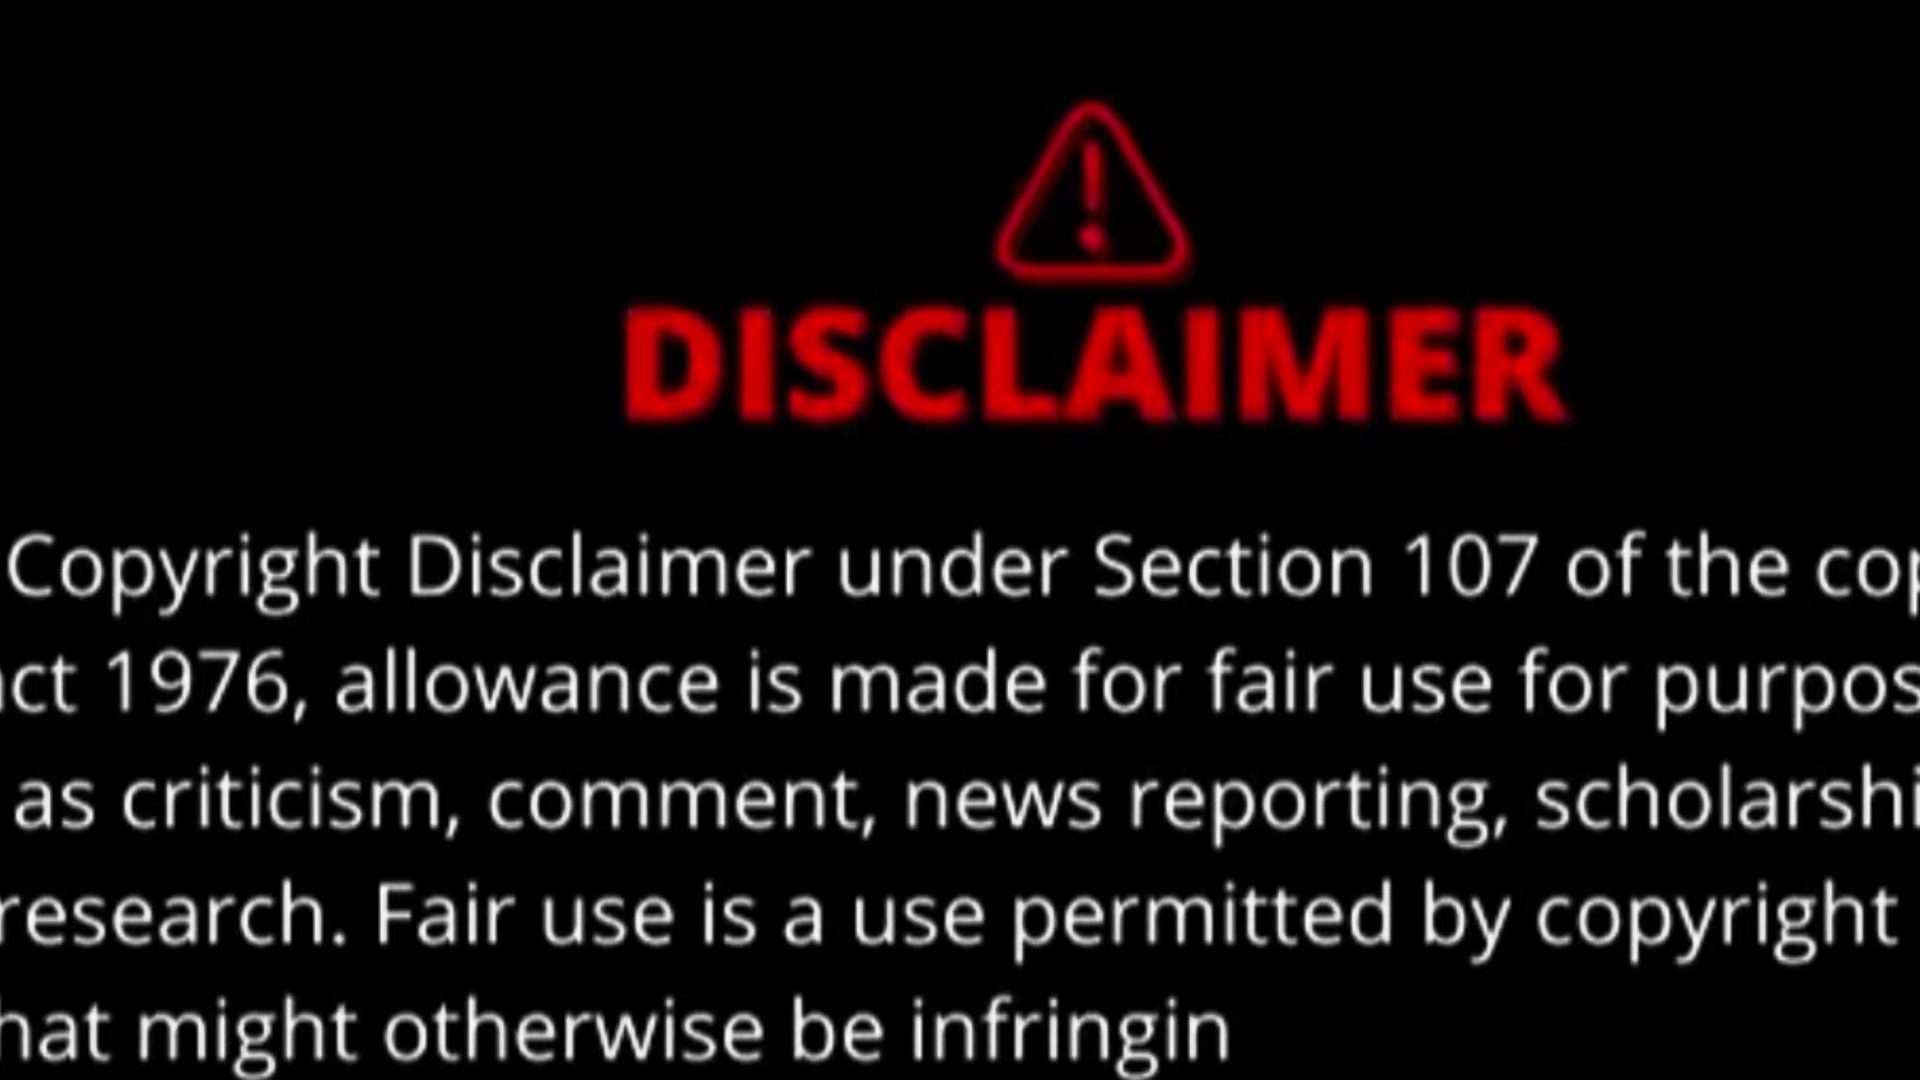 DISCLAIMER
Copyright Disclaimer under Section 107 of the cop
ct 1976, allowance is made for fair use for purpos
as criticism, comment, news reporting, scholarshi
research. Fair use is a use permitted by copyright
hat might otherwise be infringin